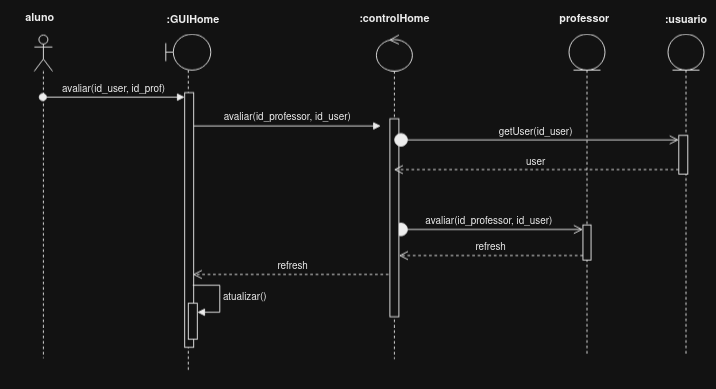 aluno
:GUIHome
:controlHome
professor
:usuario
avaliar(id_user, id_prof)
avaliar(id_professor, id_user)
getUser(id_user)
user
avaliar(id_professor, id_user)
refresh
refresh
atualizar()